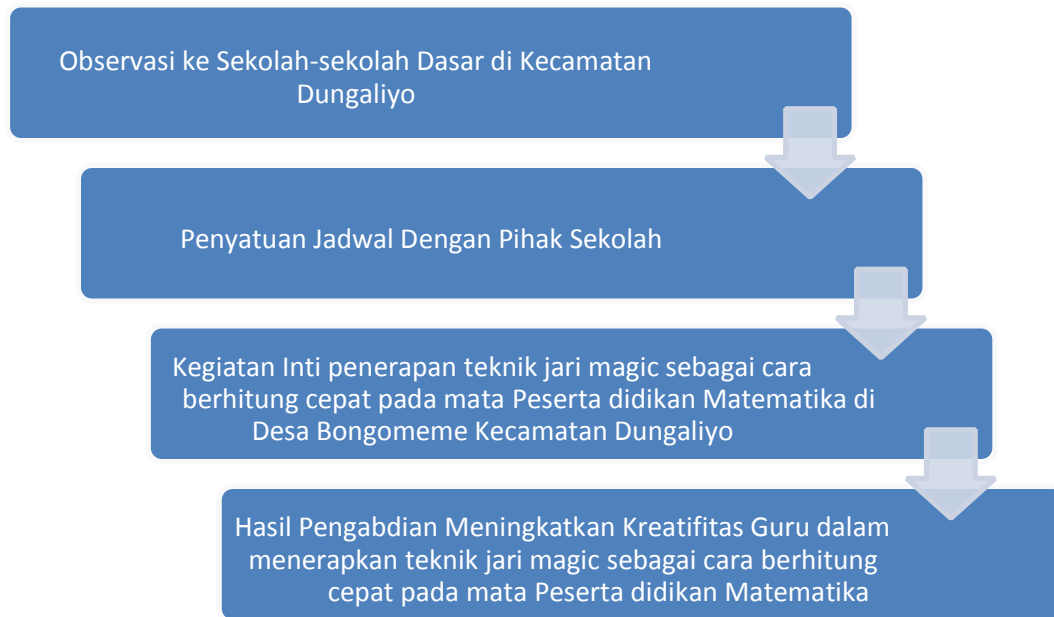 Observasi ke Sekolah-sekolah Dasar di Kecamatan
Dungaliyo
Penyatuan Jadwal Dengan Pihak Sekolah
Kegiatan Inti penerapan teknik jari magic sebagai cara
berhitung cepat pada mata Peserta didikan Matematika di
Desa Bongomeme Kecamatan Dungaliyo
Hasil Pengabdian Meningkatkan Kreatifitas Guru dalam
menerapkan teknik jari magic sebagai cara berhitung
cepat pada mata Peserta didikan Matematika